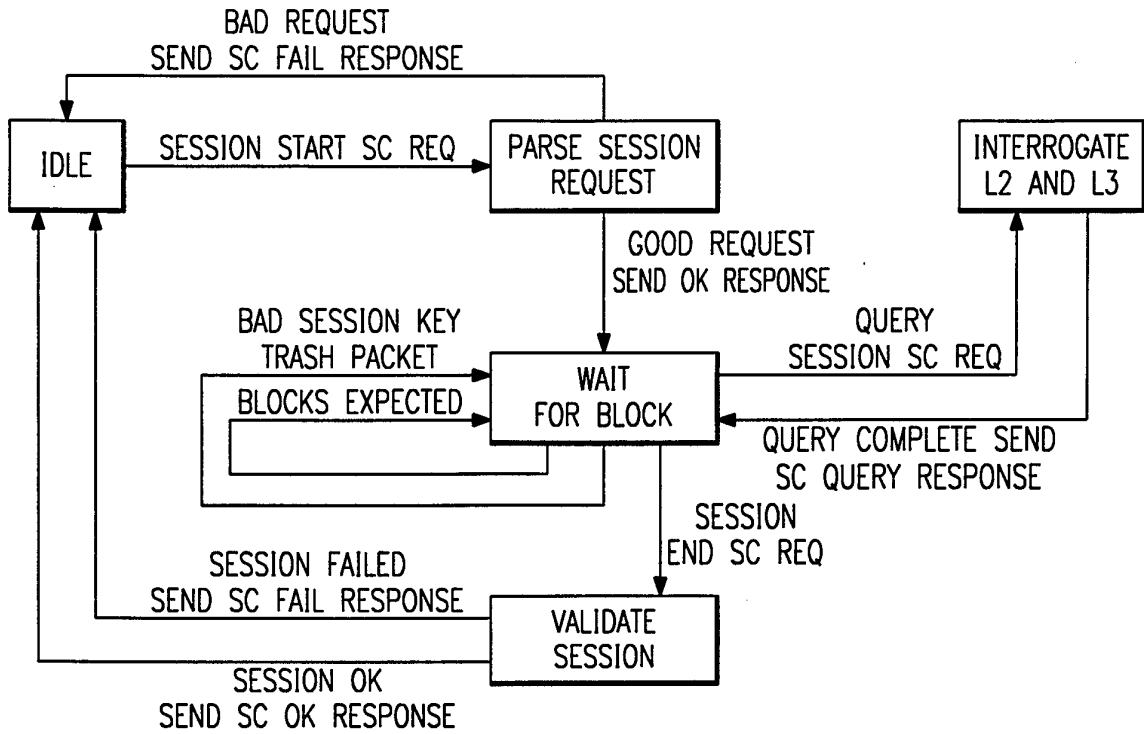 BAD REQUEST
SEND SC FAIL RESPONSE
IDLE
SESSION START SC REQ
PARSE SESSION
REQUEST
INTERROGATE
L2 AND L3
GOOD REQUEST
SEND OK RESPONSE
BAD SESSION KEY
TRASH PACKET
BLOCKS EXPECTED
WAIT
FOR BLOCK
QUERY
SESSION SC REQ
QUERY COMPLETE SEND
SC QUERY RESPONSE
SESSION
END SC REQ
SESSION FAILED
SEND SC FAIL RESPONSE
VALIDATE
SESSION
SESSION OK
SEND SC OK RESPONSE